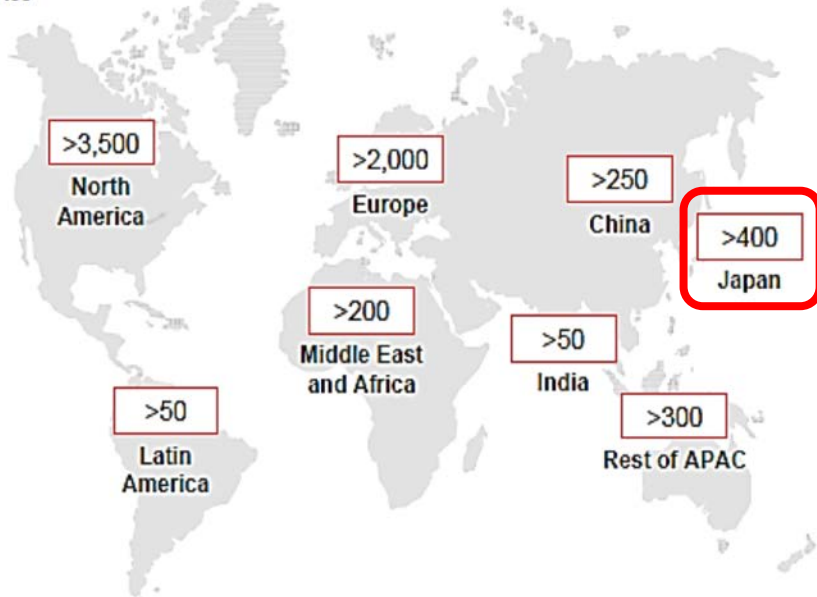 >3,500
North
America
>2,000
Europe
>250
China
>400
Japan
>200
Middle East
and Africa
>50
India
>50
Latin
America
>300
Rest of APAC